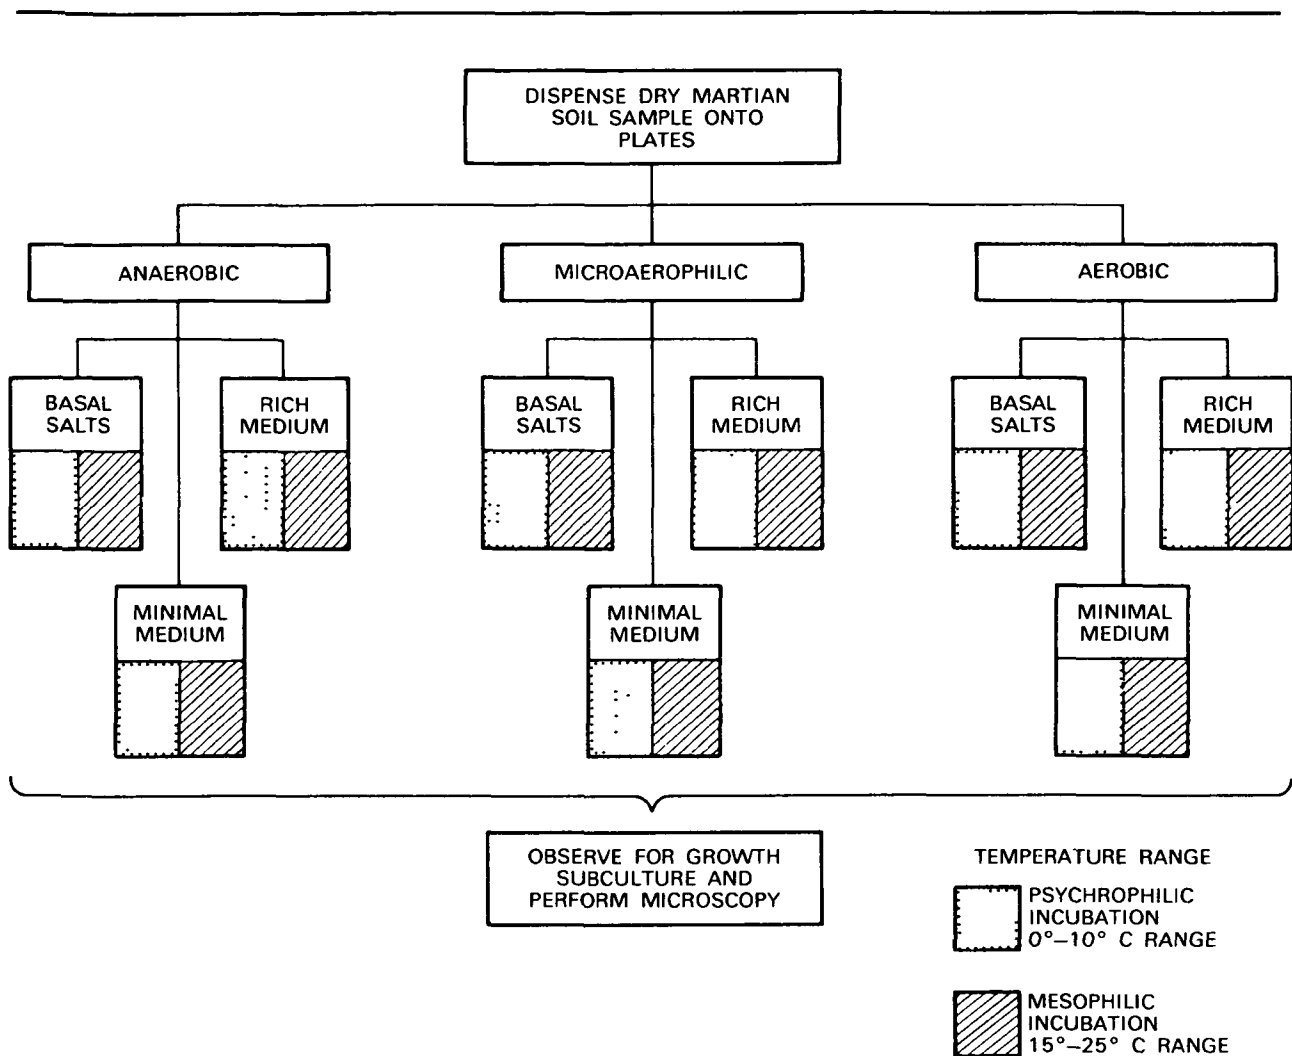 DISPENSE DRY MARTIAN
SOIL SAMPLE ONTO
PLATES
ANAEROBIC
MICROAEROPHILIC
AEROBIC
BASAL
SALTS
RICH
MEDIUM
BASAL
SALTS
RICH
MEDIUM
BASAL
SALTS
RICH
MEDIUM
MINIMAL
MEDIUM
MINIMAL
MEDIUM
MINIMAL
MEDIUM
OBSERVE FOR GROWTH
SUBCULTURE AND
PERFORM MICROSCOPY
TEMPERATURE RANGE
PSYCHROPHILIC
INCUBATION
0°–10° C RANGE
MESOPHILIC
INCUBATION
15°–25° C RANGE